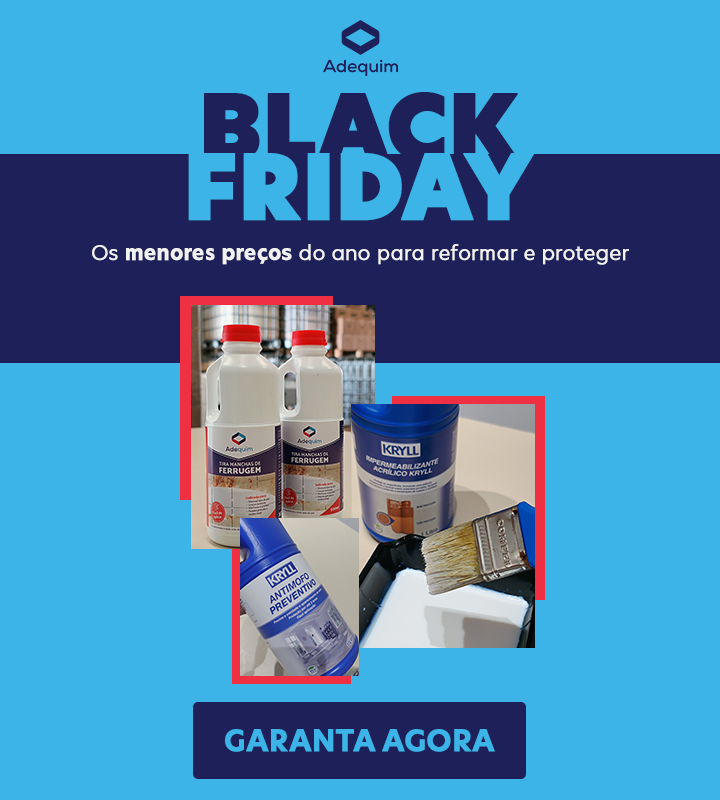 Adequim
BLACK
FRIDAY
Os menores preços do ano para reformar e proteger
Adequim
TIRA MANCHAS DE
FERRUGEM
Adequim
TIRA MANCHAS DE
FERRUGEM
KRYLL
IMPERMEABILIZANTE
ACRÍLICO KRYLL
KRYLL
ANTIMOFO
PREVENTIVO
GARANTA AGORA